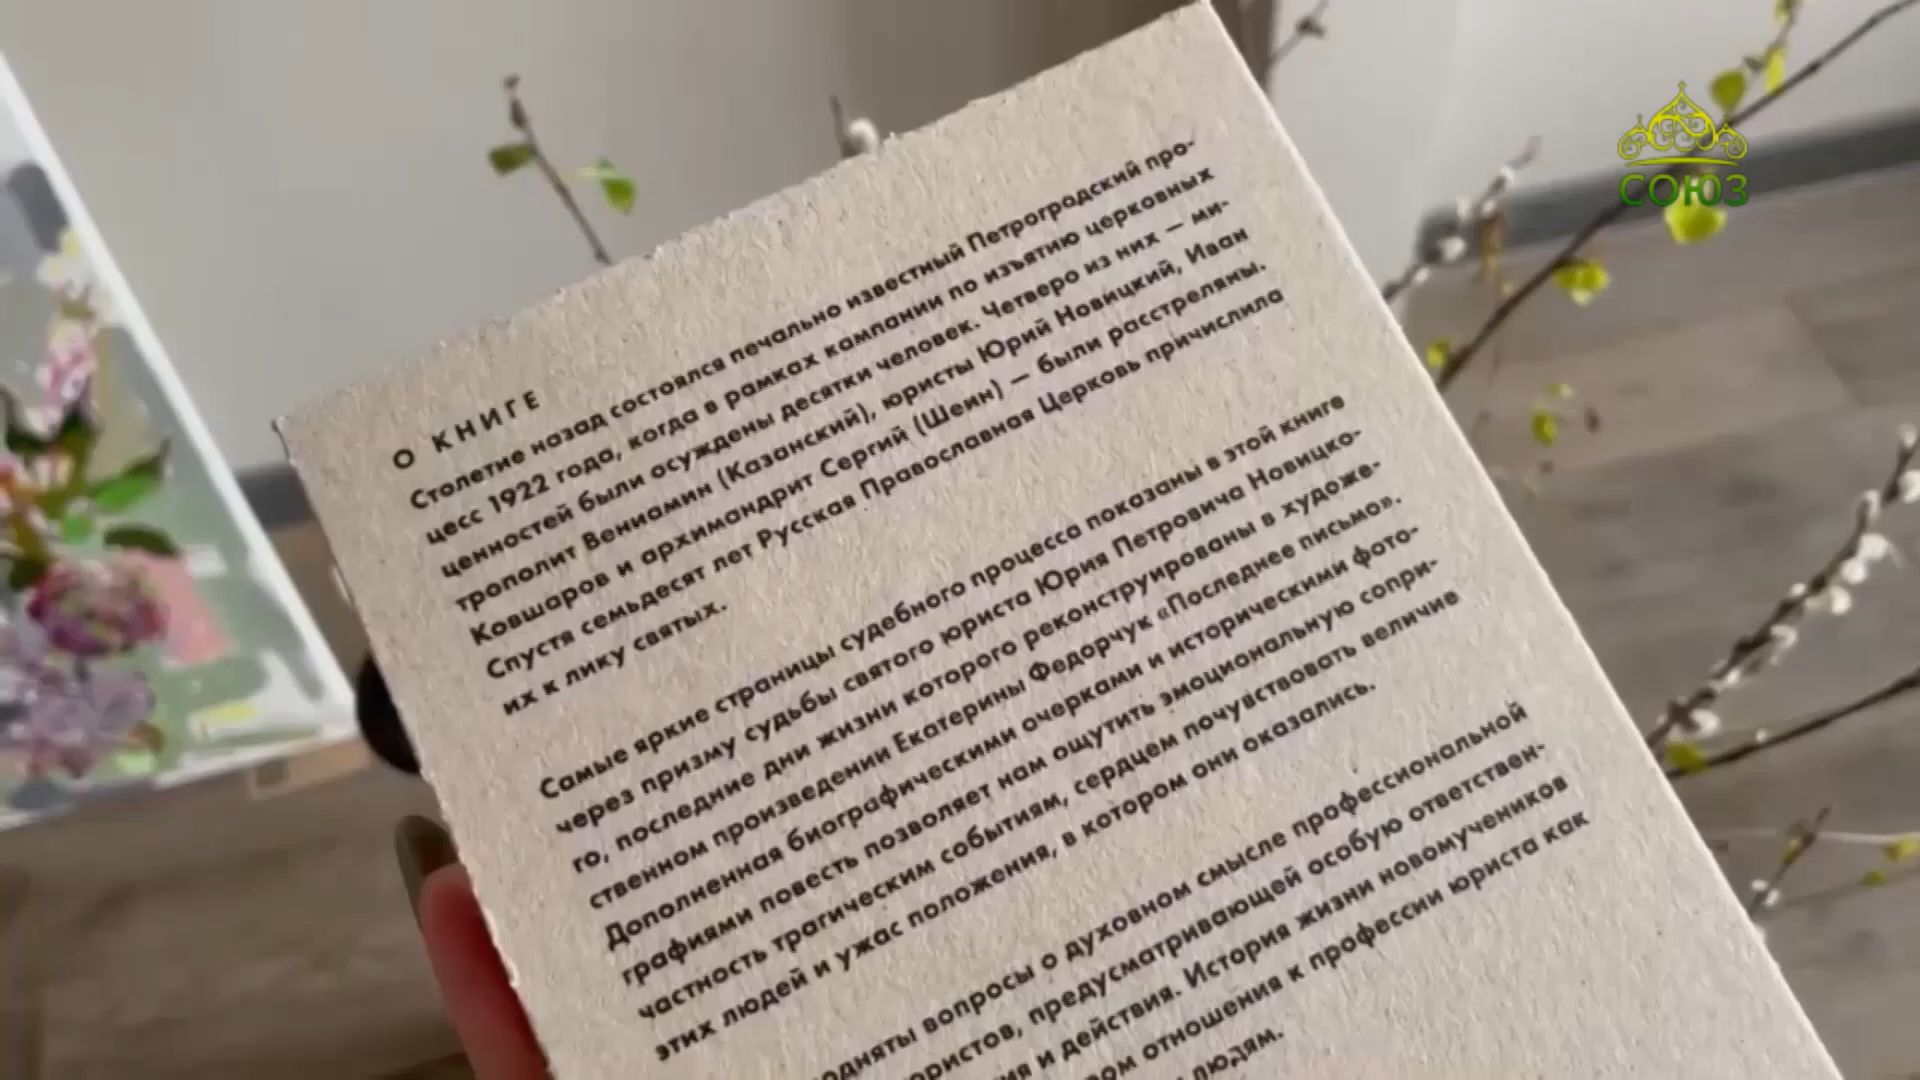 СОЮЗ
О КНИГЕ
Столетие назад состоялся печально известный Петроградский про-
цесс 1922 года, когда в рамках кампании по изъятию церковных
ценностей были осуждены десятки человек. Четверо из них — ми-
трополит Вениамин (Казанский), юристы Юрий Новицкий, Иван
Ковшаров и архимандрит Сергий (Шеин) — были расстреляны.
Спустя семьдесят лет Русская Православная Церковь причислила
их к лику святых.
Самые яркие страницы судебного процесса показаны в этой книге
через призму судьбы святого юриста Юрия Петровича Новицко-
го, последние дни жизни которого реконструированы в художе-
ственном произведении Екатерины Федорчук «Последнее письмо».
Дополненная биографическими очерками и историческими фото-
графиями повесть позволяет нам ощутить эмоциональную сопри-
частность трагическим событиям, сердцем почувствовать величие
этих людей и ужас положения, в котором они оказались.
вопросы о духовном смысле профессиональной
предусматривающей особую ответствен-
и действия. История жизни новомучеников
отношения к профессии юриста как
людям.